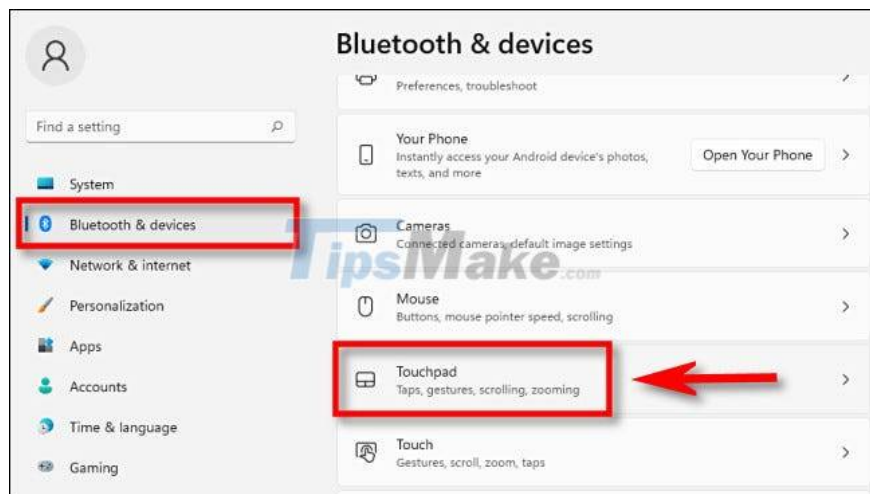 Bluetooth & devices
Preferences, troubleshoot
Find a setting
System
Bluetooth & devices
Network & internet
Personalization
Apps
Accounts
Time & language
Gaming
Your Phone
Instantly access your Android device's photos,
texts, and more
Open Your Phone
Cameras
Connected cameras, default image settings
TipsMake.com
Mouse
Buttons, mouse pointer speed, scrolling
Touchpad
Taps, gestures, scrolling, zooming
Touch
Gestures, scroll, zoom, taps